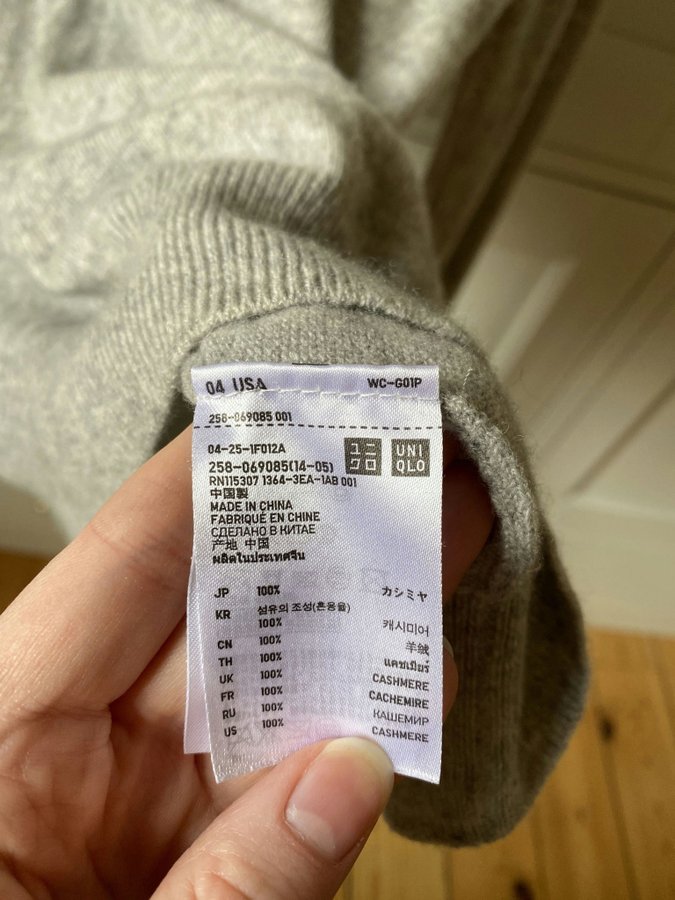 04 USA WC-G01P
258-069085 001
04-25-1F012A
258-069085(14-05)
ユニクロ
UNIQLO
RN115307 1364-3EA-1AB 001
中国製
MADE IN CHINA
FABRIQUÉ EN CHINE
СДЕЛАНО В КИТАЕ
产地 中国
ผลิตในประเทศจีน
JP 100% カシミヤ
KR 섬유의 조성(혼용율)
100% 캐시미어
CN 100% 羊绒
TH 100% แคชเมียร์
UK 100% CASHMERE
FR 100% CACHEMIRE
RU 100% КАШЕМИР
US 100% CASHMERE